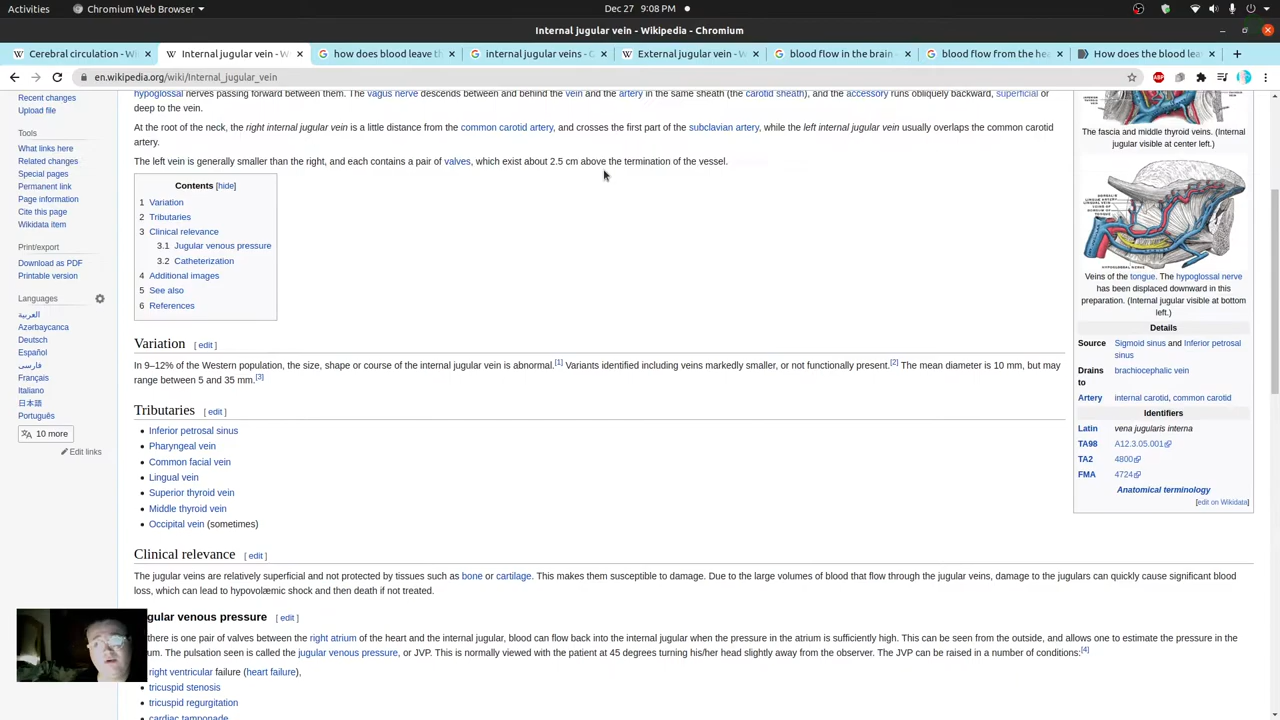 Activities
Chromium Web Browser
Dec 27 9:08 PM
Internal jugular vein - Wikipedia - Chromium
Cerebral circulation - Wi
Internal jugular vein - W
how does blood leave th
internal jugular veins - G
External jugular vein - W
blood flow in the brain -
blood flow from the hea
How does the blood lea
en.wikipedia.org/wiki/Internal_jugular_vein
ABP
Recent changes
Upload file
Tools
What links here
Related changes
Special pages
Permanent link
Page information
Cite this page
Wikidata item
Print/export
Download as PDF
Printable version
Languages
العربية
Azərbaycanca
Deutsch
Español
فارسی
Français
Italiano
日本語
Português
10 more
Edit links
hypoglossal nerves passing forward between them. The vagus nerve descends between and behind the vein and the artery in the same sheath (the carotid sheath), and the accessory runs obliquely backward, superficial or
deep to the vein.
At the root of the neck, the right internal jugular vein is a little distance from the common carotid artery, and crosses the first part of the subclavian artery, while the left internal jugular vein usually overlaps the common carotid
artery.
The left vein is generally smaller than the right, and each contains a pair of valves, which exist about 2.5 cm above the termination of the vessel.
Contents [hide]
1 Variation
2 Tributaries
3 Clinical relevance
3.1 Jugular venous pressure
3.2 Catheterization
4 Additional images
5 See also
6 References
Variation [ edit ]
In 9–12% of the Western population, the size, shape or course of the internal jugular vein is abnormal.[1] Variants identified including veins markedly smaller, or not functionally present.[2] The mean diameter is 10 mm, but may
range between 5 and 35 mm.[3]
Tributaries [ edit ]
Inferior petrosal sinus
Pharyngeal vein
Common facial vein
Lingual vein
Superior thyroid vein
Middle thyroid vein
Occipital vein (sometimes)
Clinical relevance [ edit ]
The jugular veins are relatively superficial and not protected by tissues such as bone or cartilage. This makes them susceptible to damage. Due to the large volumes of blood that flow through the jugular veins, damage to the jugulars can quickly cause significant blood
loss, which can lead to hypovolæmic shock and then death if not treated.
gular venous pressure [ edit ]
there is one pair of valves between the right atrium of the heart and the internal jugular, blood can flow back into the internal jugular when the pressure in the atrium is sufficiently high. This can be seen from the outside, and allows one to estimate the pressure in the
um. The pulsation seen is called the jugular venous pressure, or JVP. This is normally viewed with the patient at 45 degrees turning his/her head slightly away from the observer. The JVP can be raised in a number of conditions:[4]
right ventricular failure (heart failure),
tricuspid stenosis
tricuspid regurgitation
cardiac tamponade
The fascia and middle thyroid veins. (Internal
jugular visible at center left.)
Veins of the tongue. The hypoglossal nerve
has been displaced downward in this
preparation. (Internal jugular visible at bottom
left.)
Details
Source Sigmoid sinus and Inferior petrosal
sinus
Drains brachiocephalic vein
to
Artery internal carotid, common carotid
Identifiers
Latin vena jugularis interna
TA98 A12.3.05.001
TA2 4800
FMA 4724
Anatomical terminology
[edit on Wikidata]